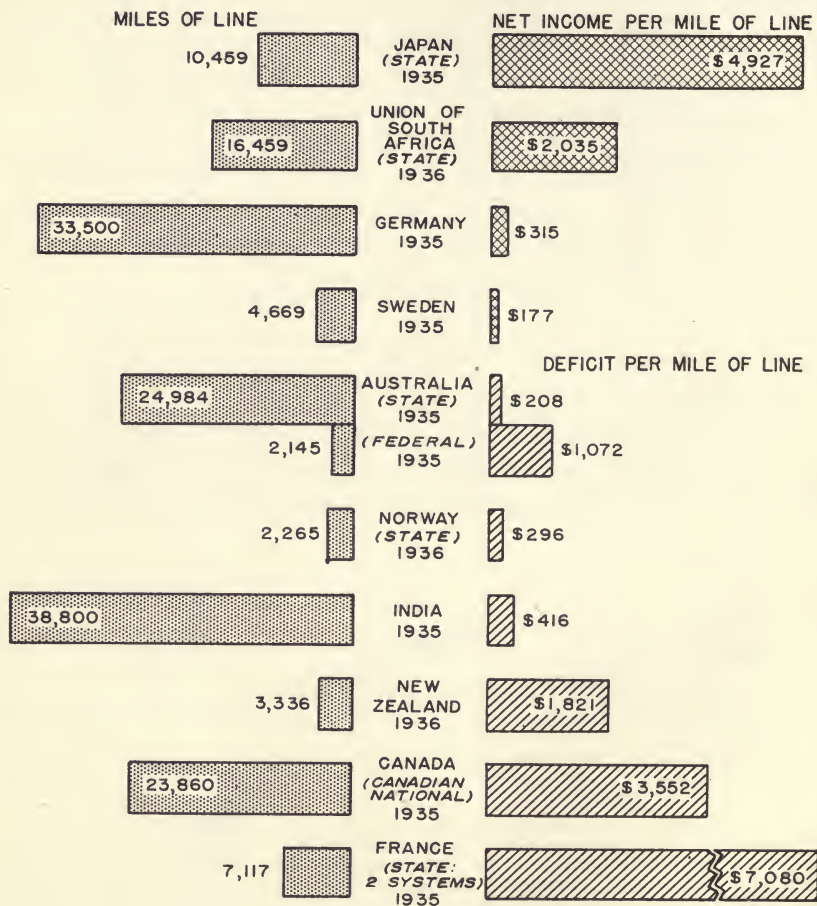 MILES OF LINE
NET INCOME PER MILE OF LINE
10,459
JAPAN
(STATE)
1935
$4,927
16,459
UNION OF
SOUTH
AFRICA
(STATE)
1936
$2,035
33,500
GERMANY
1935
$315
4,669
SWEDEN
1935
$177
DEFICIT PER MILE OF LINE
24,984
AUSTRALIA
(STATE)
1935
$208
2,145
(FEDERAL)
1935
$1,072
2,265
NORWAY
(STATE)
1936
$296
38,800
INDIA
1935
$416
3,336
NEW
ZEALAND
1936
$1,821
23,860
CANADA
(CANADIAN
NATIONAL)
1935
$3,552
7,117
FRANCE
(STATE:
2 SYSTEMS)
1935
$7,080